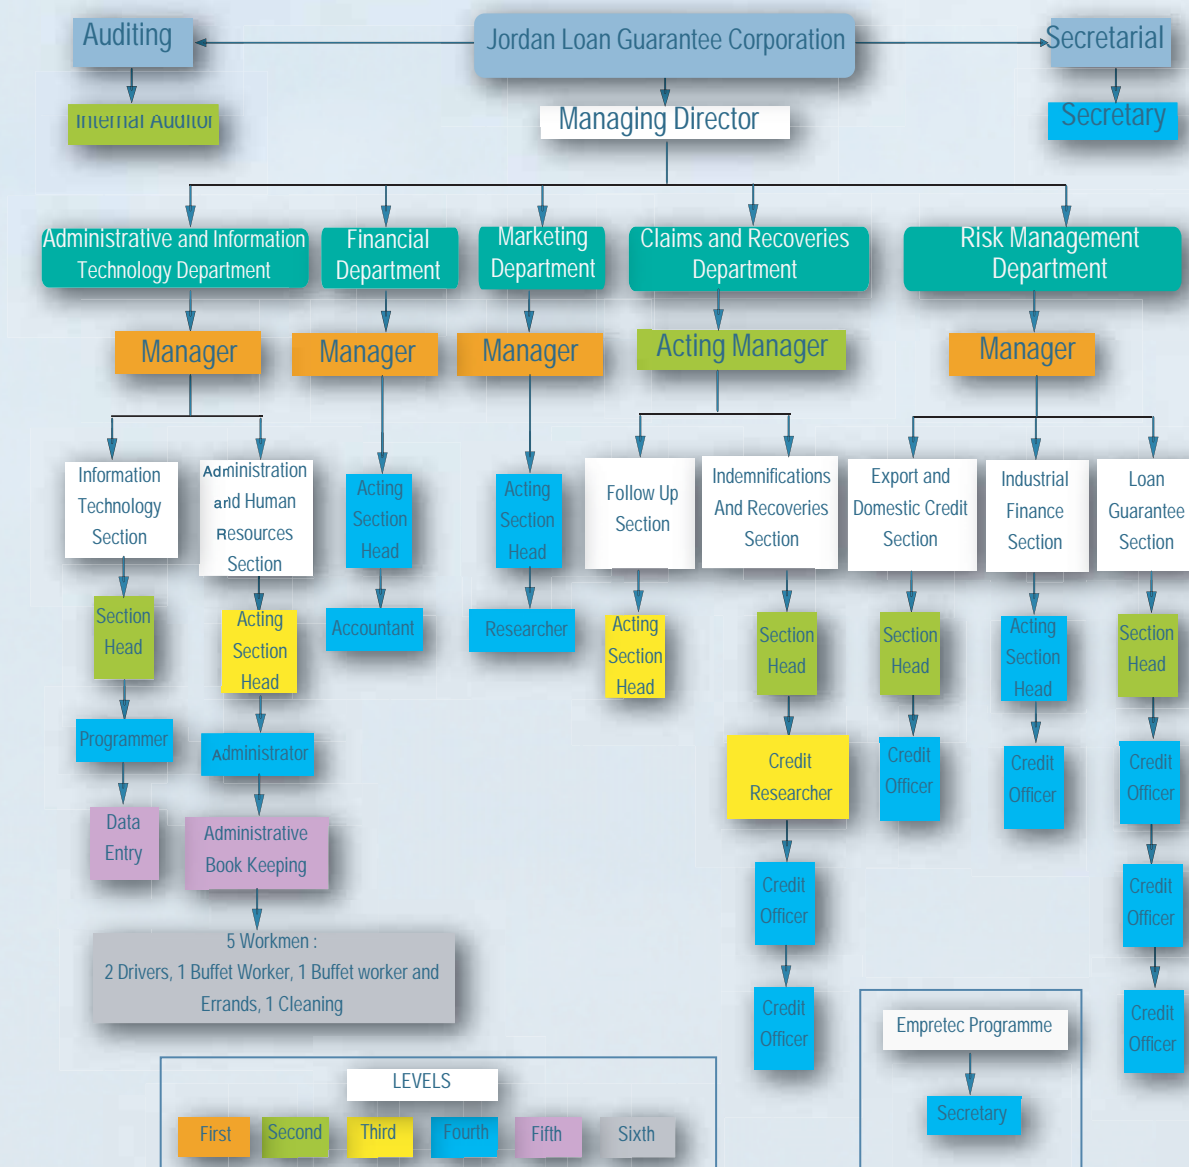 Auditing
Jordan Loan Guarantee Corporation
Secretarial
Internal Auditor
Managing Director
Secretary
Administrative and Information
Technology Department
Financial
Department
Marketing
Department
Claims and Recoveries
Department
Risk Management
Department
Manager
Manager
Manager
Acting Manager
Manager
Information
Technology
Section
Administration
and Human
Resources
Section
Acting
Section
Head
Acting
Section
Head
Follow Up
Section
Indemnifications
And Recoveries
Section
Export and
Domestic Credit
Section
Industrial
Finance
Section
Loan
Guarantee
Section
Section
Head
Acting
Section
Head
Accountant
Researcher
Acting
Section
Head
Section
Head
Section
Head
Acting
Section
Head
Section
Head
Programmer
Administrator
Credit
Researcher
Credit
Officer
Credit
Officer
Credit
Officer
Data
Entry
Administrative
Book Keeping
Credit
Officer
Credit
Officer
5 Workmen :
2 Drivers, 1 Buffet Worker, 1 Buffet worker and
Errands, 1 Cleaning
Credit
Officer
Credit
Officer
Empretec Programme
Secretary
LEVELS
First
Second
Third
Fourth
Fifth
Sixth